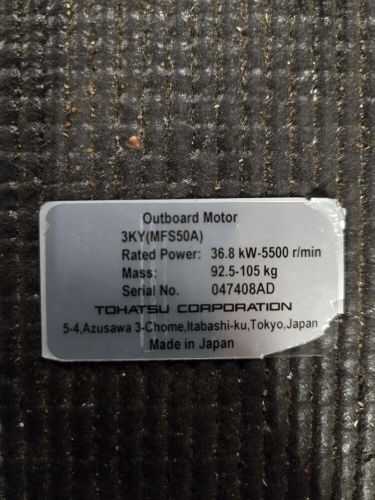 Outboard Motor
3KY(MFS50A)
Rated Power: 36.8 kW-5500 r/min
Mass: 92.5-105 kg
Serial No. 047408AD
TOHATSU CORPORATION
5-4,Azusawa 3-Chome,Itabashi-ku,Tokyo,Japan
Made in Japan